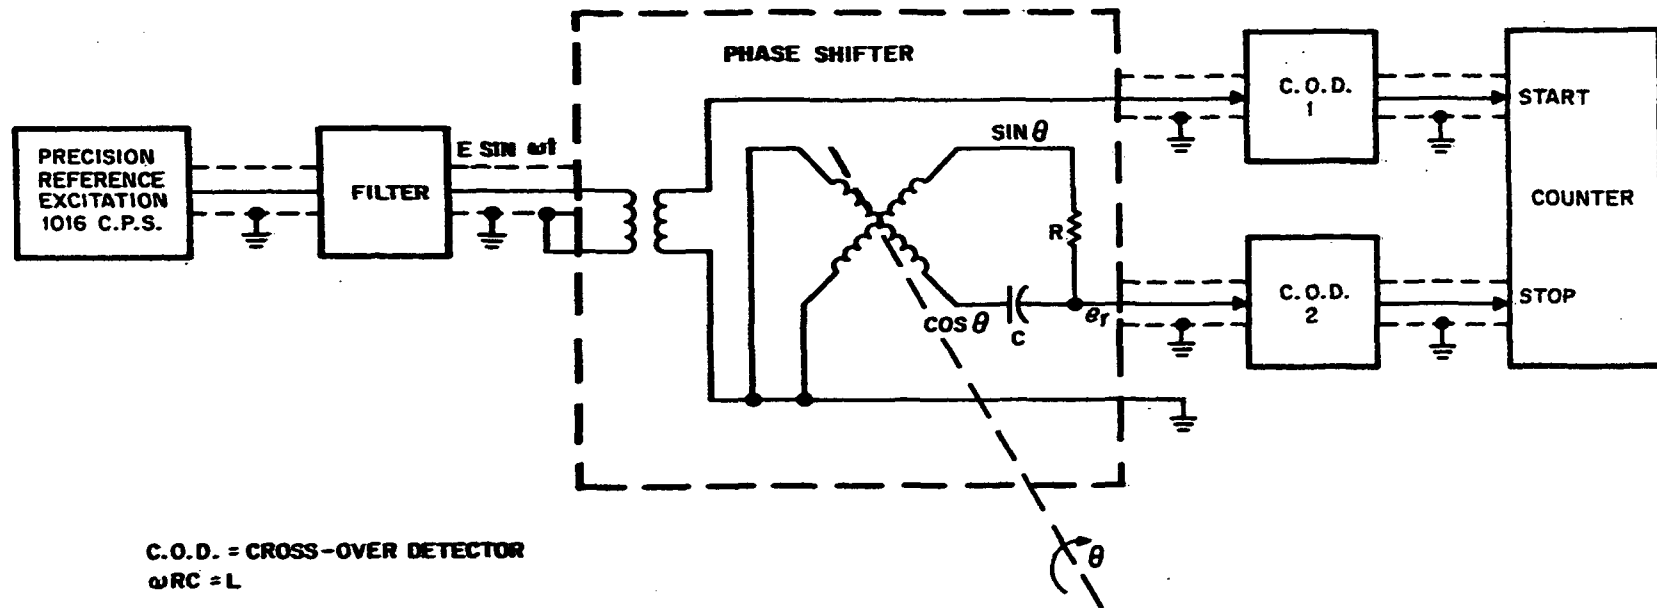 PHASE SHIFTER
PRECISION
REFERENCE
EXCITATION
1016 C.P.S.
FILTER
E SIN ωt
SIN θ
R
COS θ
C
er
C.O.D.
1
C.O.D.
2
START
COUNTER
STOP
θ
C.O.D. = CROSS-OVER DETECTOR
ωRC = L